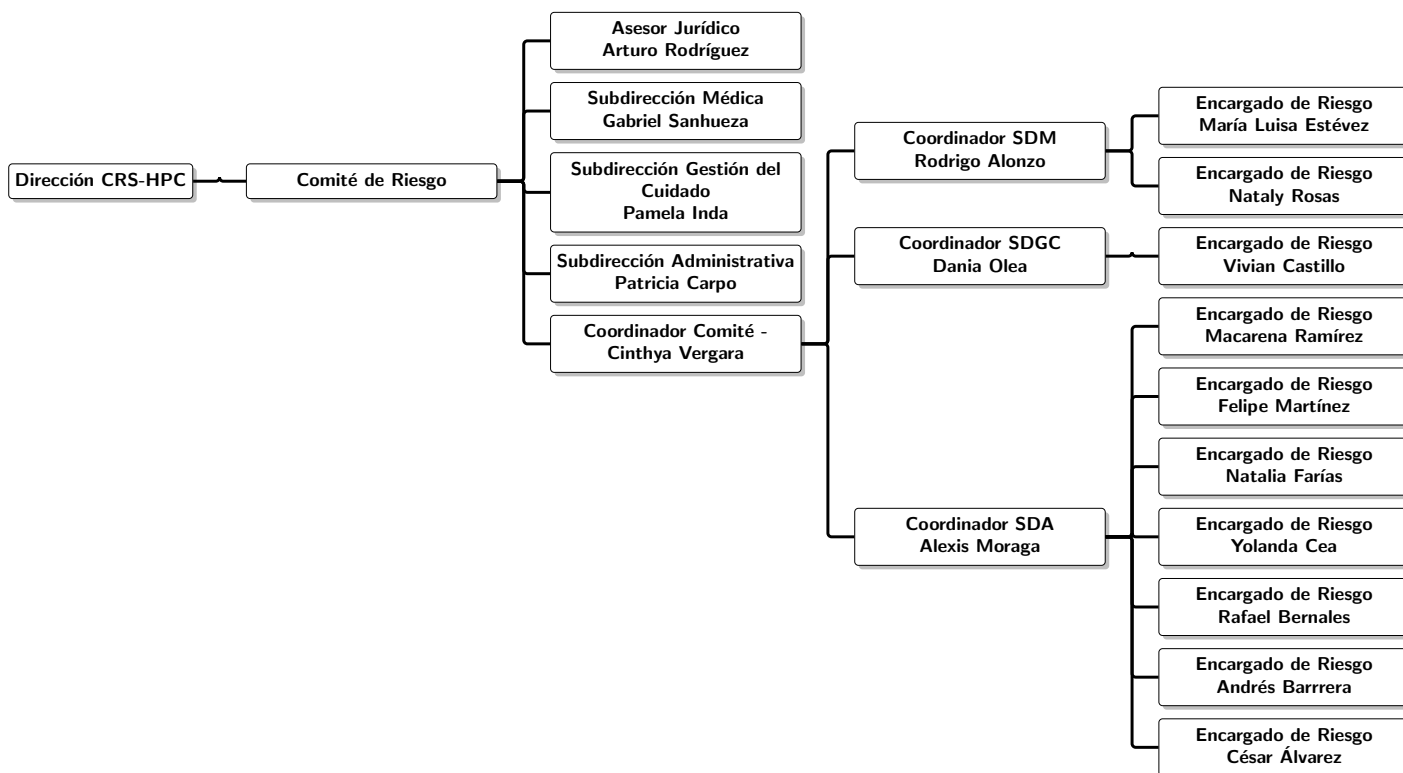 Dirección CRS-HPC
Comité de Riesgo
Asesor Jurídico
Arturo Rodríguez
Subdirección Médica
Gabriel Sanhueza
Subdirección Gestión del
Cuidado
Pamela Inda
Subdirección Administrativa
Patricia Carpo
Coordinador Comité -
Cinthya Vergara
Coordinador SDM
Rodrigo Alonzo
Coordinador SDGC
Dania Olea
Coordinador SDA
Alexis Moraga
Encargado de Riesgo
María Luisa Estévez
Encargado de Riesgo
Nataly Rosas
Encargado de Riesgo
Vivian Castillo
Encargado de Riesgo
Macarena Ramírez
Encargado de Riesgo
Felipe Martínez
Encargado de Riesgo
Natalia Farías
Encargado de Riesgo
Yolanda Cea
Encargado de Riesgo
Rafael Bernales
Encargado de Riesgo
Andrés Barrrera
Encargado de Riesgo
César Álvarez